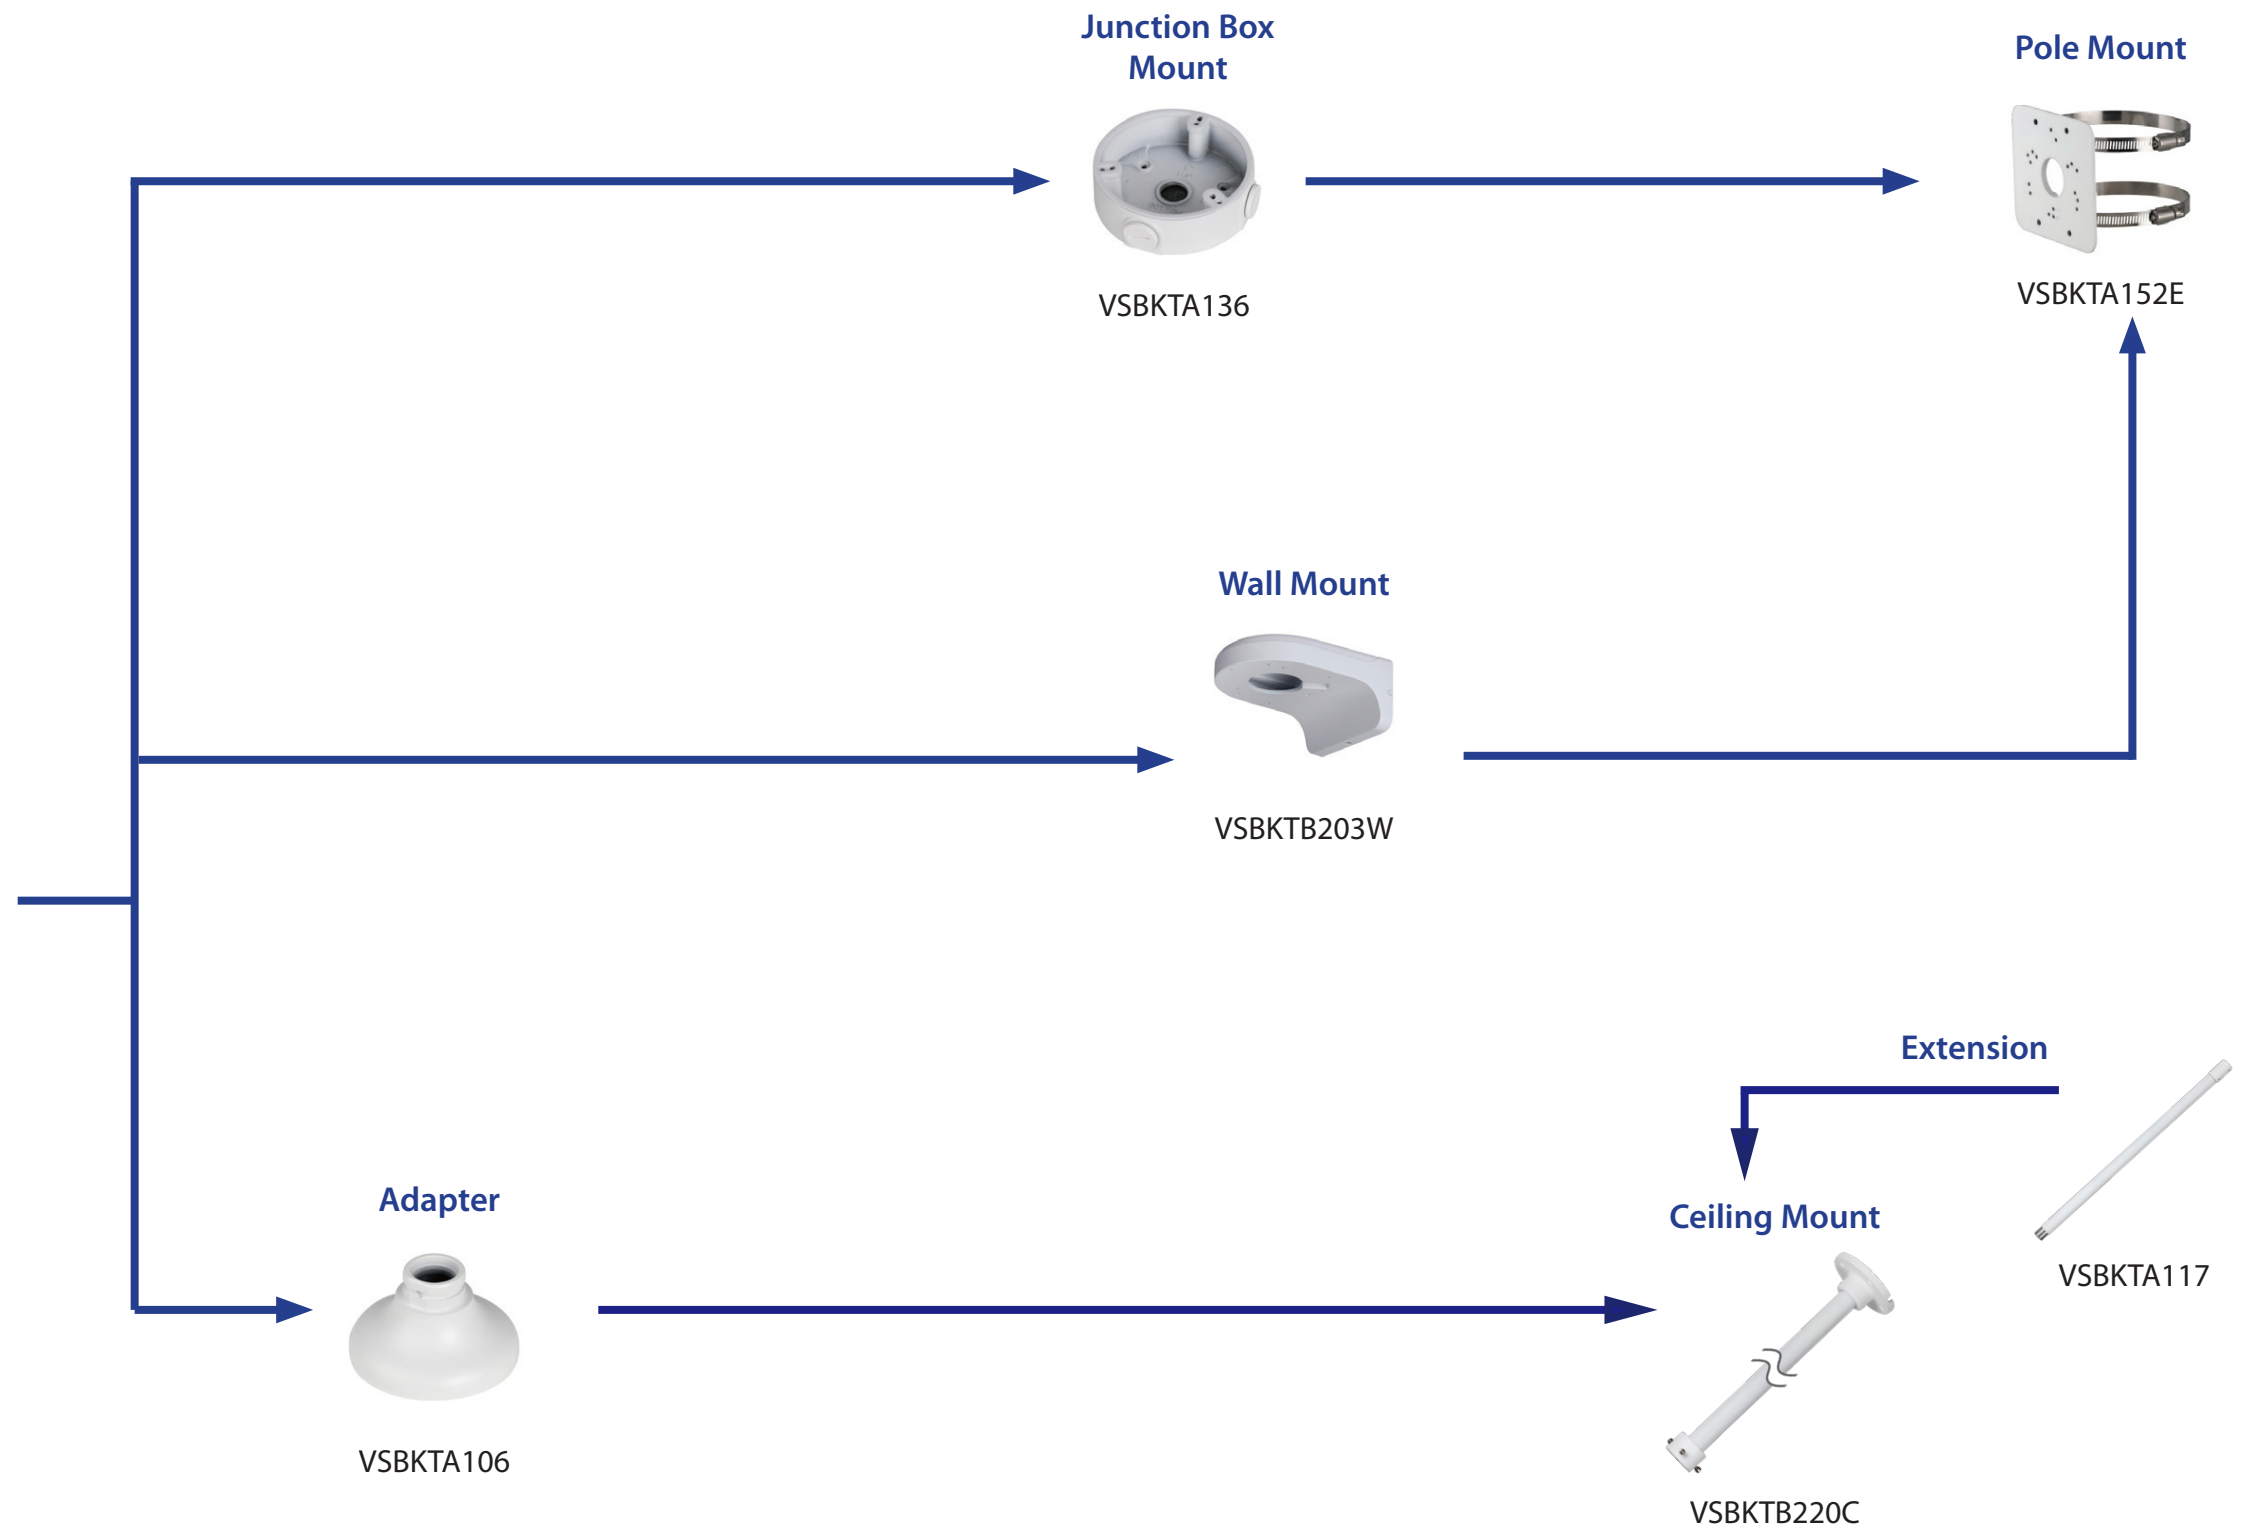 Junction Box
Mount
Pole Mount
VSBKTA136
VSBKTA152E
Wall Mount
VSBKTB203W
Extension
Adapter
Ceiling Mount
VSBKTA117
VSBKTA106
VSBKTB220C